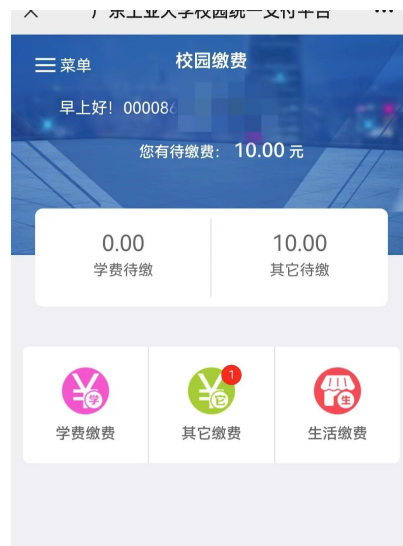 广东工业大学校园统一支付平台
菜单
校园缴费
早上好！00008
您有待缴费： 10.00 元
0.00 10.00
学费待缴 其它待缴
学 1 它 生
学费缴费 其它缴费 生活缴费